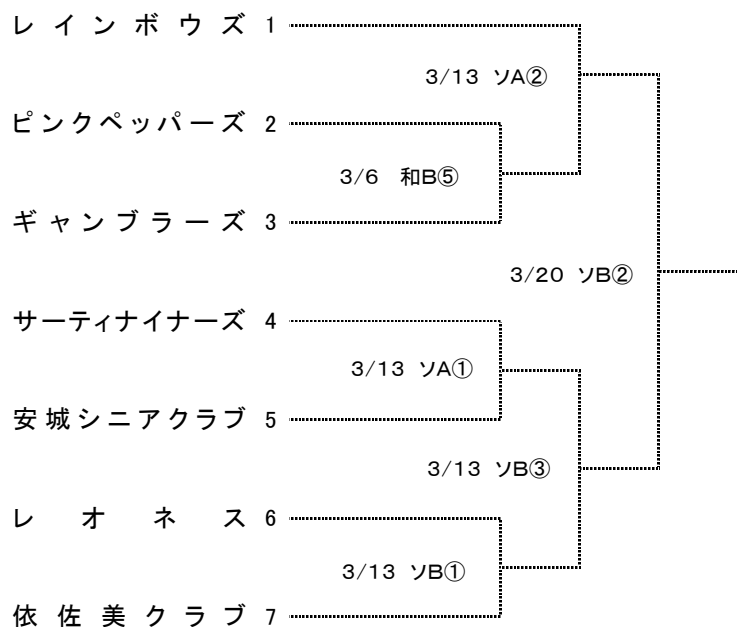 レインボウズ 1
3/13 ソA②
ピンクペッパーズ 2
3/6 和B⑤
ギャンブラーズ 3
3/20 ソB②
サーティナイナーズ 4
3/13 ソA①
安城シニアクラブ 5
3/13 ソB③
レオネス 6
3/13 ソB①
依佐美クラブ 7